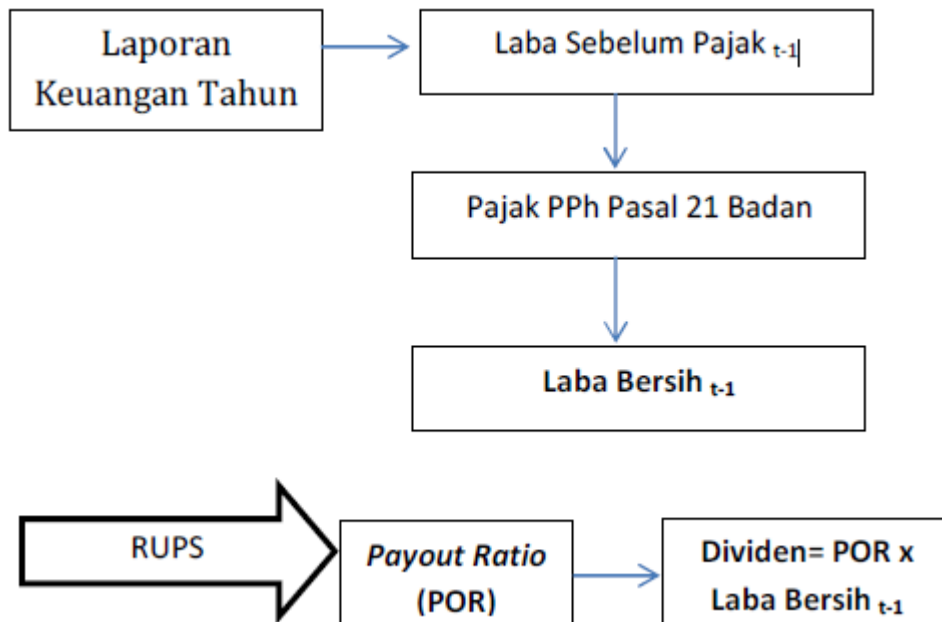 Laporan
Keuangan Tahun
Laba Sebelum Pajak t-1
Pajak PPh Pasal 21 Badan
Laba Bersih t-1
RUPS
Payout Ratio
(POR)
Dividen= POR x
Laba Bersih t-1